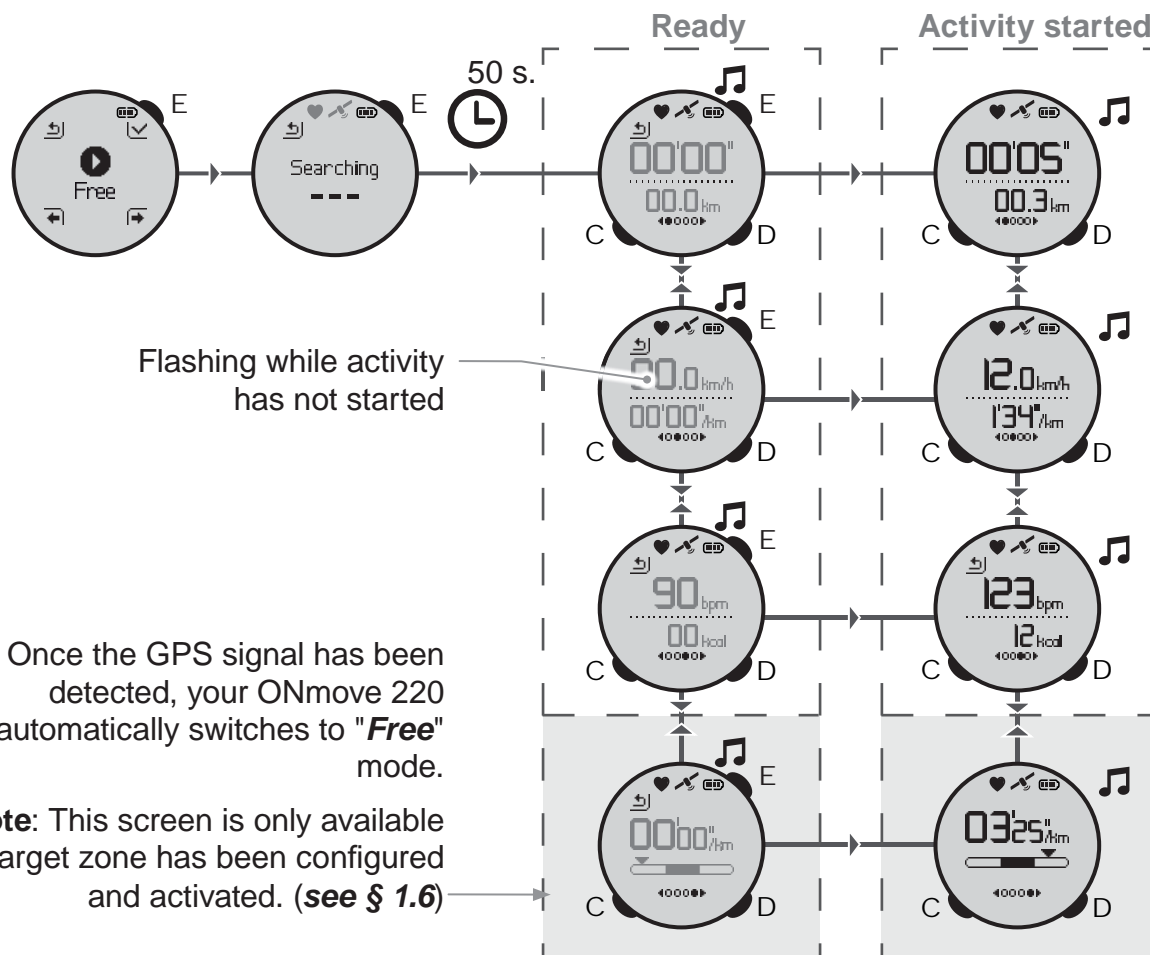 Ready
Activity started
50 s.
E
Free
E
Searching
E
00'00"
00.0 km
C
D
00'05"
00.3 km
C
D
Flashing while activity
has not started
E
00.0 km/h
00'00"/km
C
D
12.0 km/h
1'34"/km
C
D
E
90 bpm
00 kcal
C
D
123 bpm
12 kcal
C
D
Once the GPS signal has been
detected, your ONmove 220
automatically switches to "Free"
mode.
: This screen is only available
target zone has been configured
and activated. (see § 1.6)
E
00'00"/km
C
D
03'25"/km
C
D